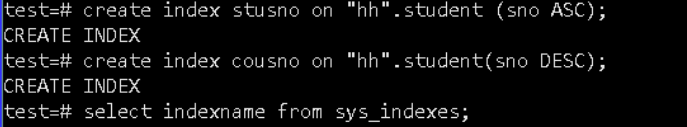 test=# create index stusno on "hh".student (sno ASC);
CREATE INDEX
test=# create index cousno on "hh".student(sno DESC);
CREATE INDEX
test=# select indexname from sys_indexes;